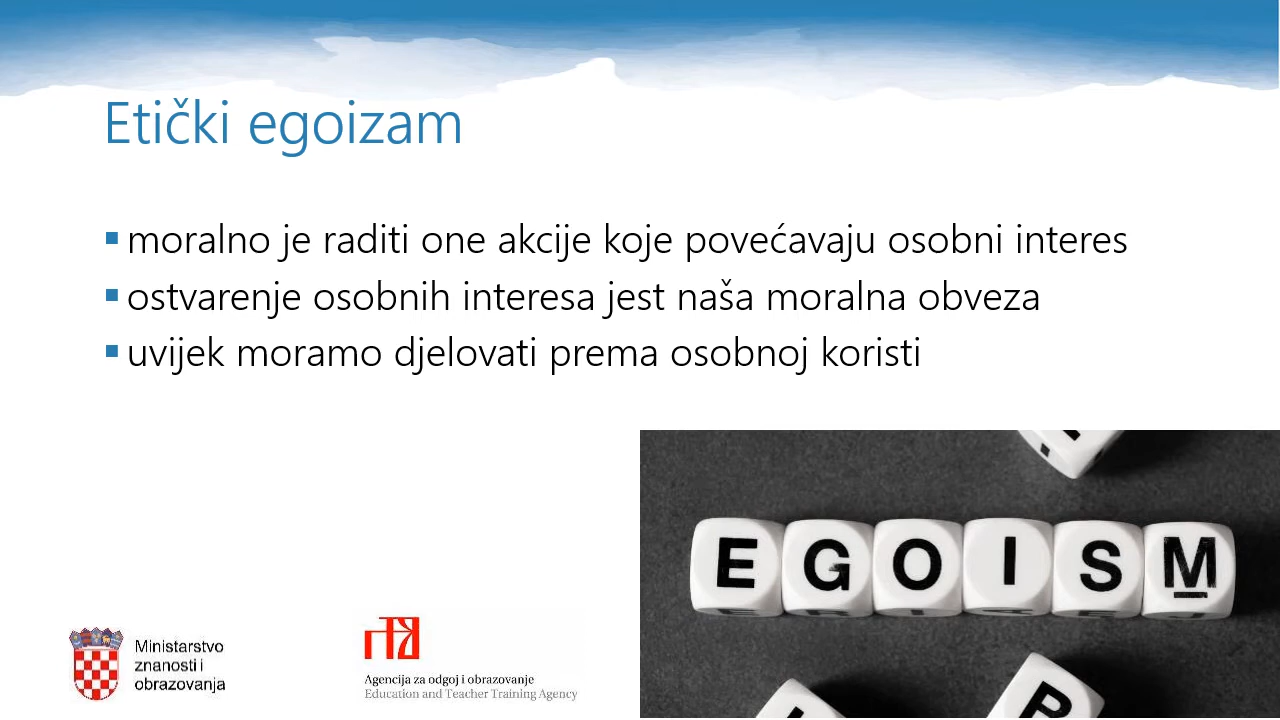 Etički egoizam
moralno je raditi one akcije koje povećavaju osobni interes
ostvarenje osobnih interesa jest naša moralna obveza
uvijek moramo djelovati prema osobnoj koristi
EGOISM
Ministarstvo
znanosti i
obrazovanja
Agencija za odgoj i obrazovanje
Education and Teacher Training Agency